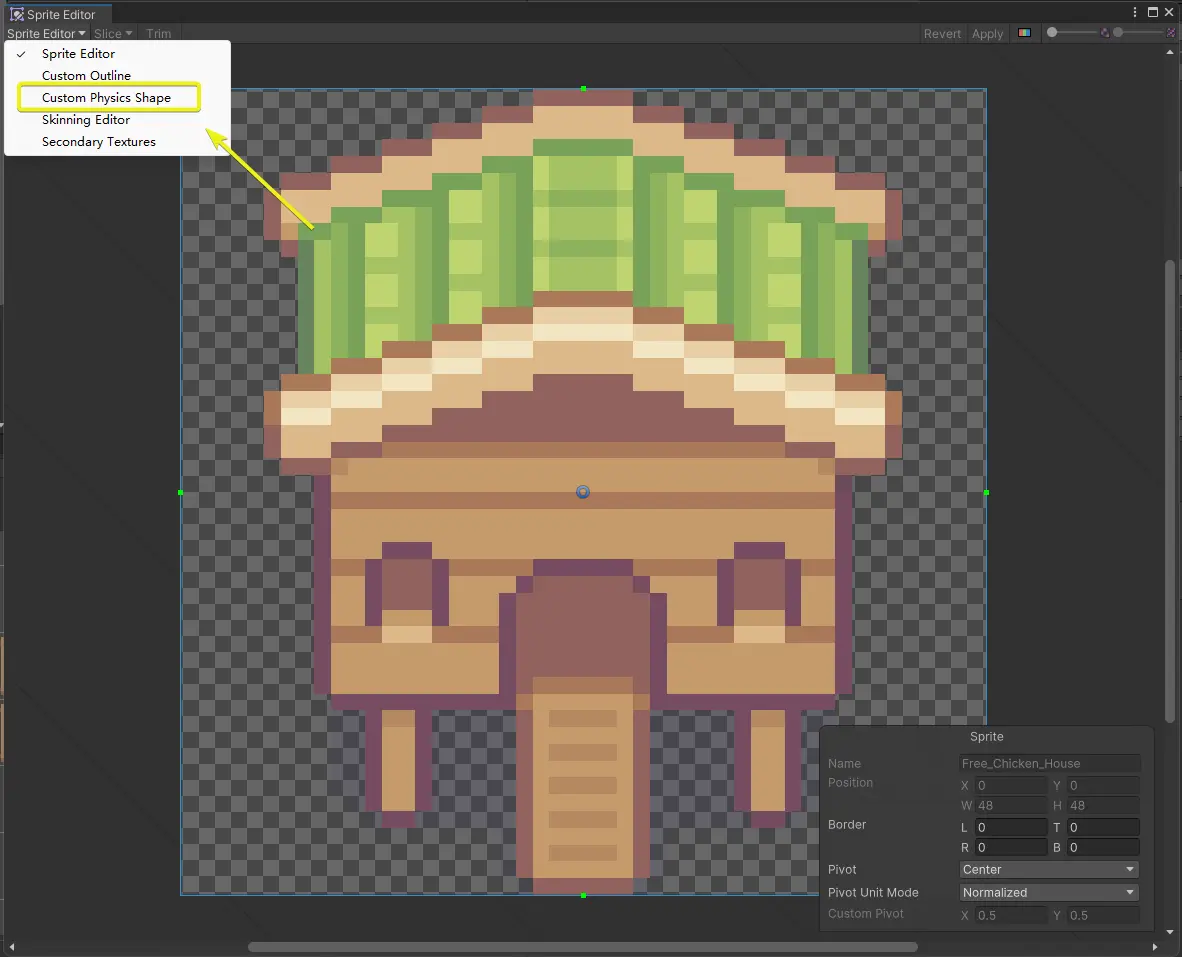 Sprite Editor
Sprite Editor Slice Trim Revert Apply
Sprite Editor
Custom Outline
Custom Physics Shape
Skinning Editor
Secondary Textures
Sprite
Name Free_Chicken_House
Position X 0 Y 0
W 48 H 48
Border L 0 T 0
R 0 B 0
Pivot Center
Pivot Unit Mode Normalized
Custom Pivot X 0.5 Y 0.5